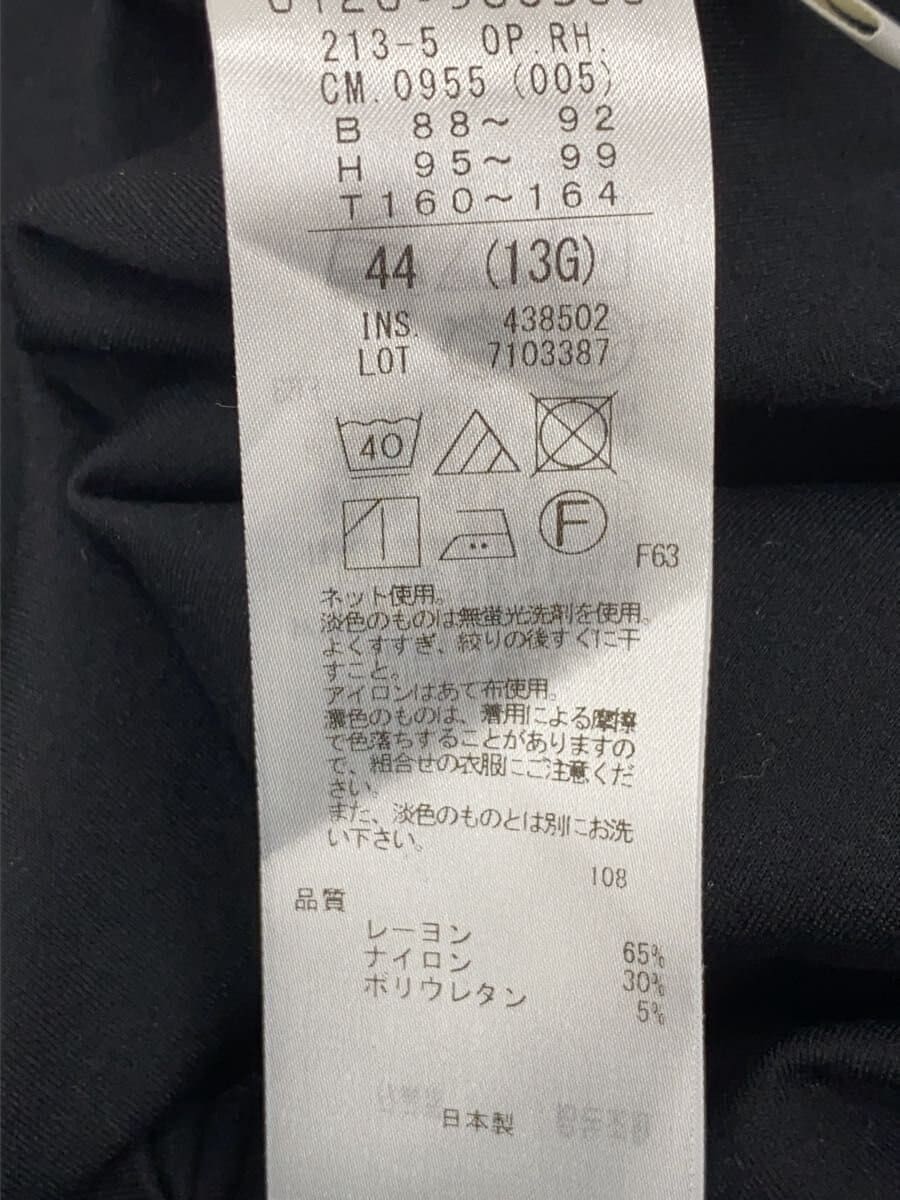 213-5 OP.RH.
CM.0955 (005)
B 88～ 92
H 95～ 99
T160～164
44 (13G)
INS. 438502
LOT 7103387
40
F
F63
ネット使用。
淡色のものは無蛍光洗剤を使用。
よくすすぎ、絞りの後すぐに干
すこと。
アイロンはあて布使用。
濃色のものは、着用による摩擦
で色落ちすることがありますの
で、組合せの衣服にご注意くだ
さい。
また、淡色のものとは別にお洗
い下さい。
108
品質
レーヨン 65%
ナイロン 30%
ポリウレタン 5%
日本製